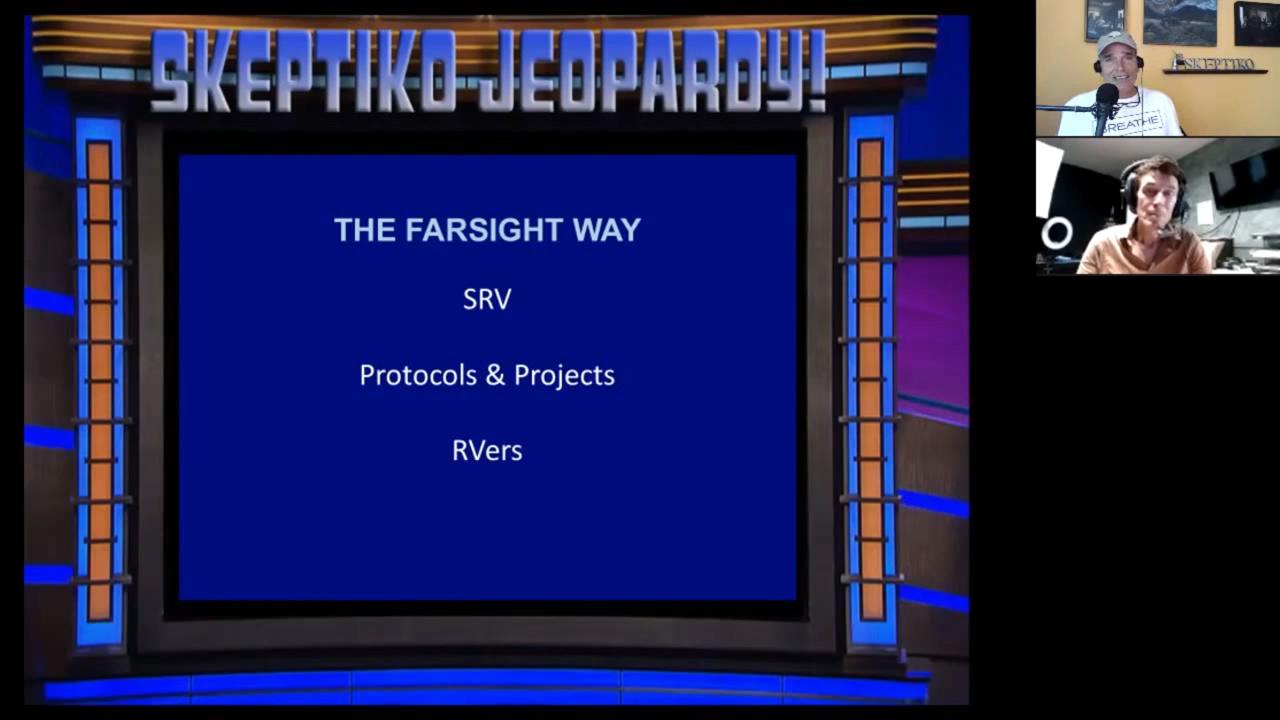 SKEPTIKO JEOPARDY!
THE FARSIGHT WAY
SRV
Protocols & Projects
RVers
SKEPTIKO
BREATHE